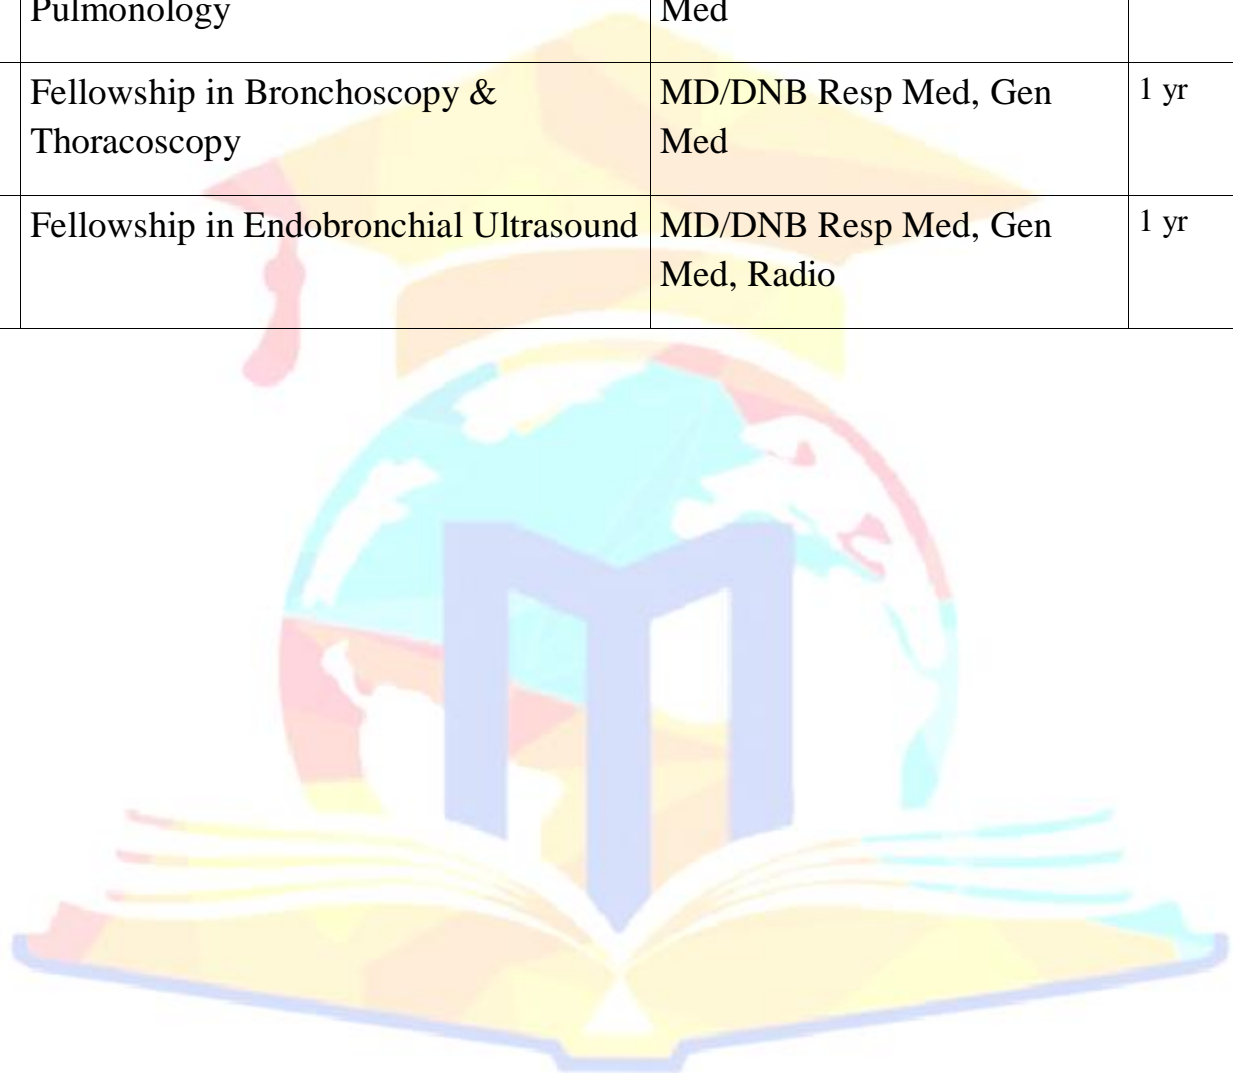 Pulmonology
Med
Fellowship in Bronchoscopy &
Thoracoscopy
MD/DNB Resp Med, Gen
Med
1 yr
Fellowship in Endobronchial Ultrasound
MD/DNB Resp Med, Gen
Med, Radio
1 yr